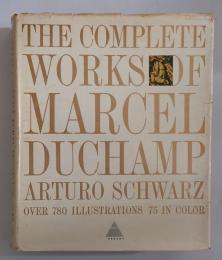 THE COMPLETE
WORKS OF
MARCEL
DUCHAMP
ARTURO SCHWARZ
OVER 780 ILLUSTRATIONS 75 IN COLOR